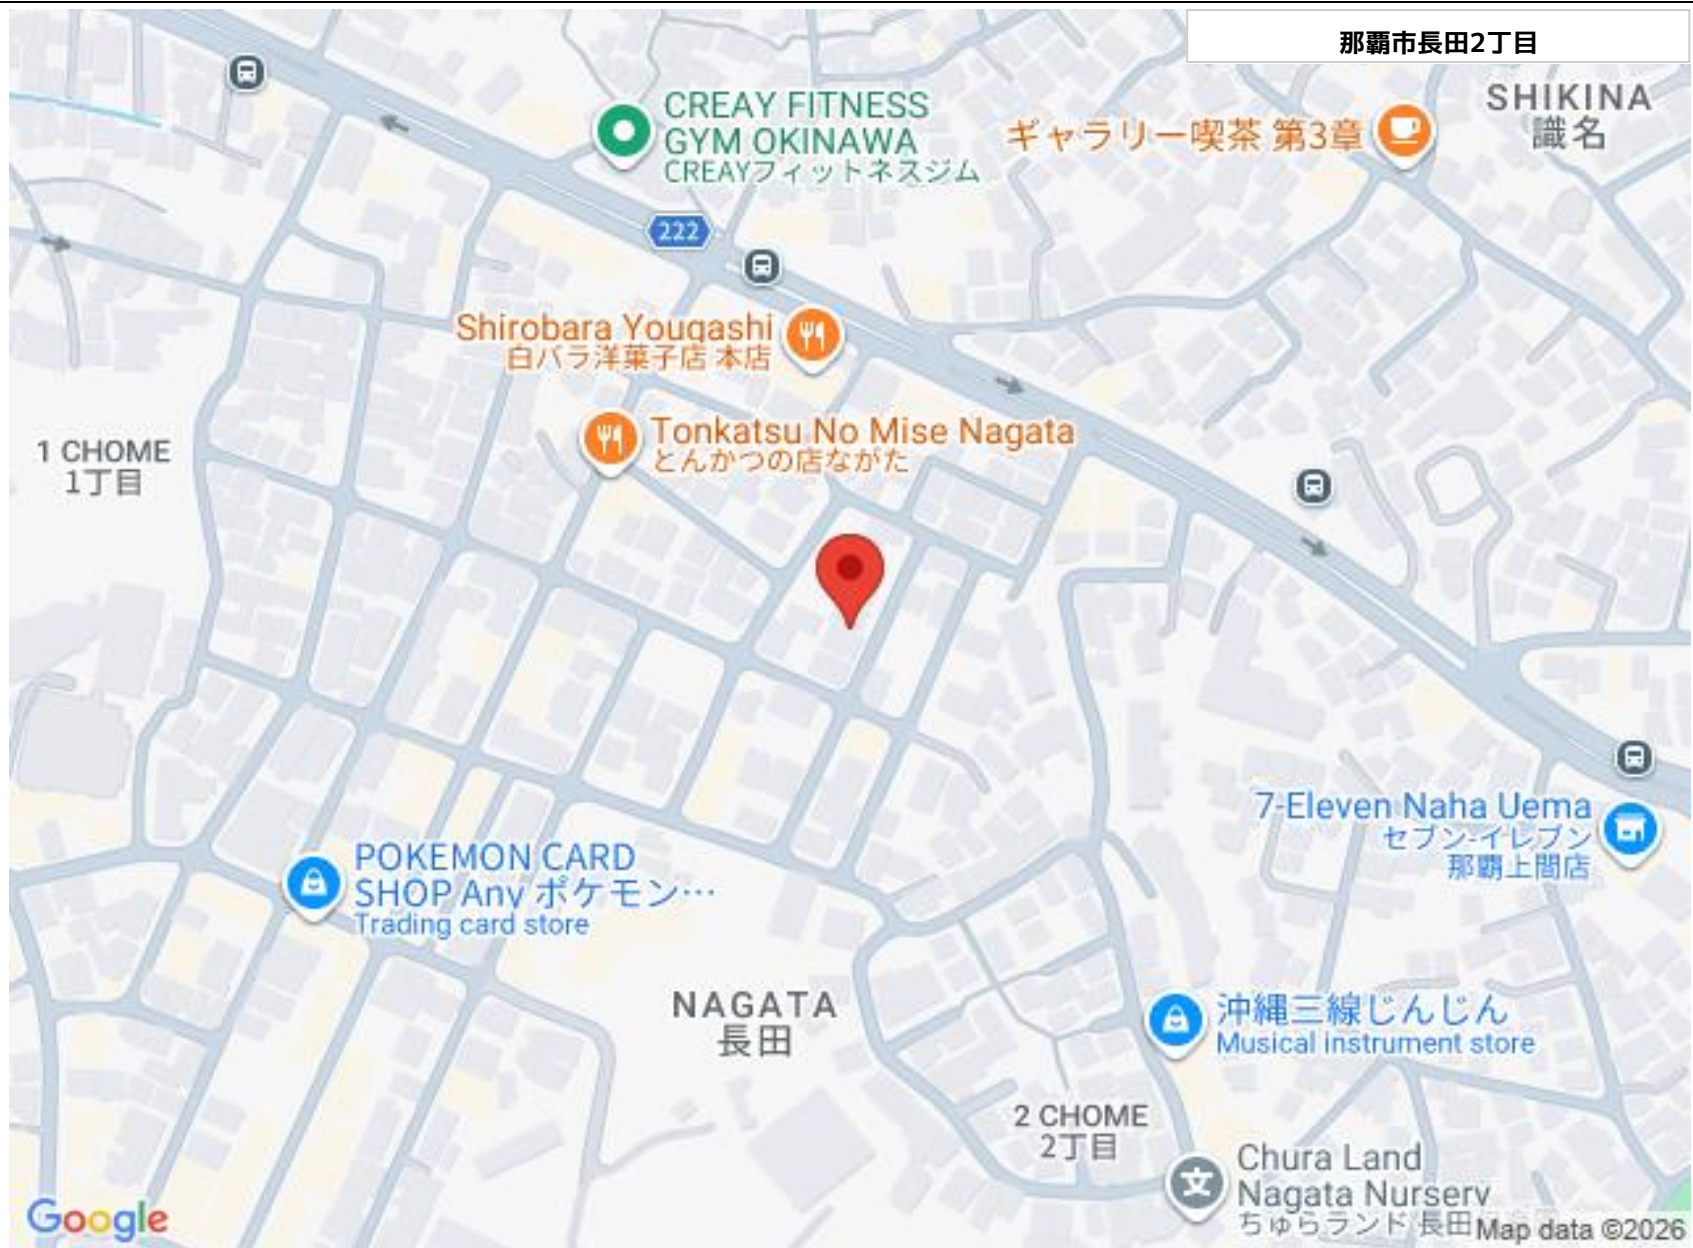 那覇市長田2丁目
CREAY FITNESS
GYM OKINAWA
CREAYフィットネスジム
ギャラリー喫茶 第3章
SHIKINA
識名
222
Shirobara Yougashi
白バラ洋菓子店 本店
Tonkatsu No Mise Nagata
とんかつの店ながた
1 CHOME
1丁目
7-Eleven Naha Uema
セブン-イレブン
那覇上間店
POKEMON CARD
SHOP Any ポケモン…
Trading card store
NAGATA
長田
沖縄三線じんじん
Musical instrument store
2 CHOME
2丁目
文
Chura Land
Nagata Nursery
ちゅらランド 長田
Google
Map data ©2026